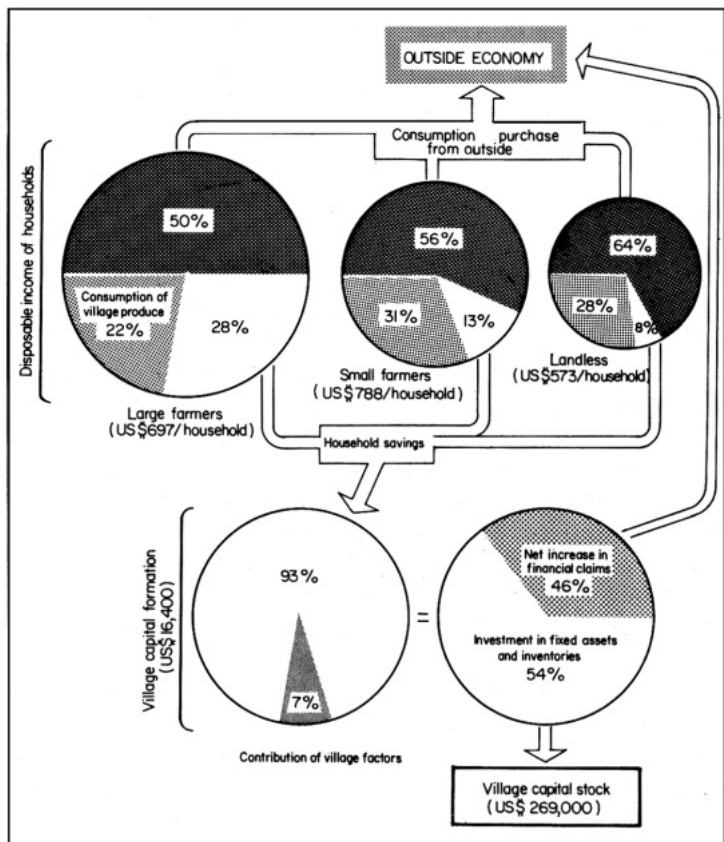 OUTSIDE ECONOMY
Consumption purchase
from outside
Disposable income of households
50%
Consumption of
village produce
22%
28%
Large farmers
(US$697/household)
56%
31%
13%
Small farmers
(US$788/household)
64%
28%
8%
Landless
(US$573/household)
Household savings
Village capital formation
(US$16,400)
93%
7%
Contribution of village factors
=
Net increase in
financial claims
46%
Investment in fixed assets
and inventories
54%
Village capital stock
(US$269,000)